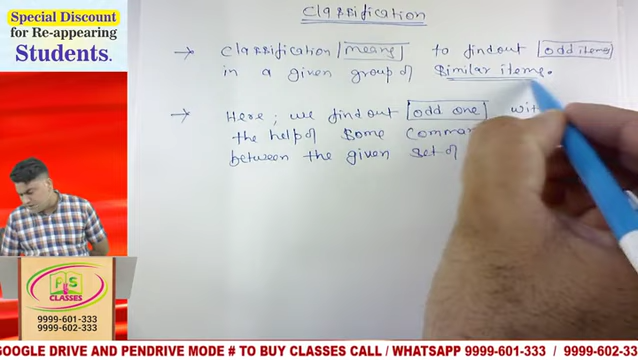 Special Discount
for Re-appearing
Students.
Classification
→ Classification means to findout odd items
in a given group of similar items.
→ Here, we find out odd one
the help of some
between the given set of
PS
CLASSES
9999-601-333
9999-602-333
GOOGLE DRIVE AND PENDRIVE MODE # TO BUY CLASSES CALL / WHATSAPP 9999-601-333 / 9999-602-33